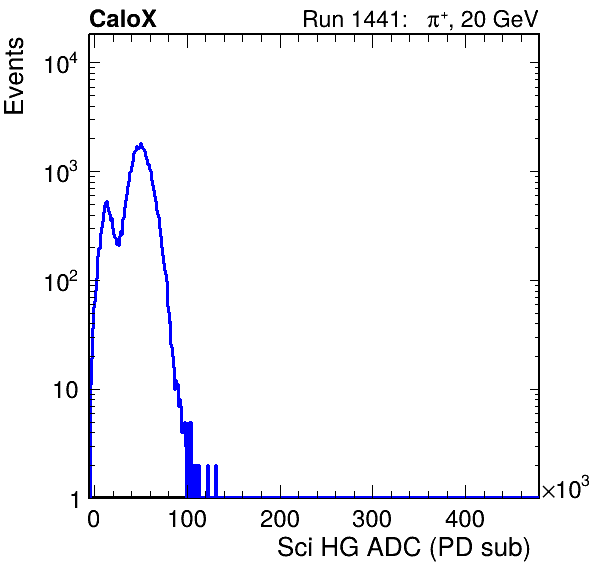 CaloX
Run 1441: π⁺, 20 GeV
Events
10⁴
10³
10²
10
1
0 100 200 300 400
×10³
Sci HG ADC (PD sub)